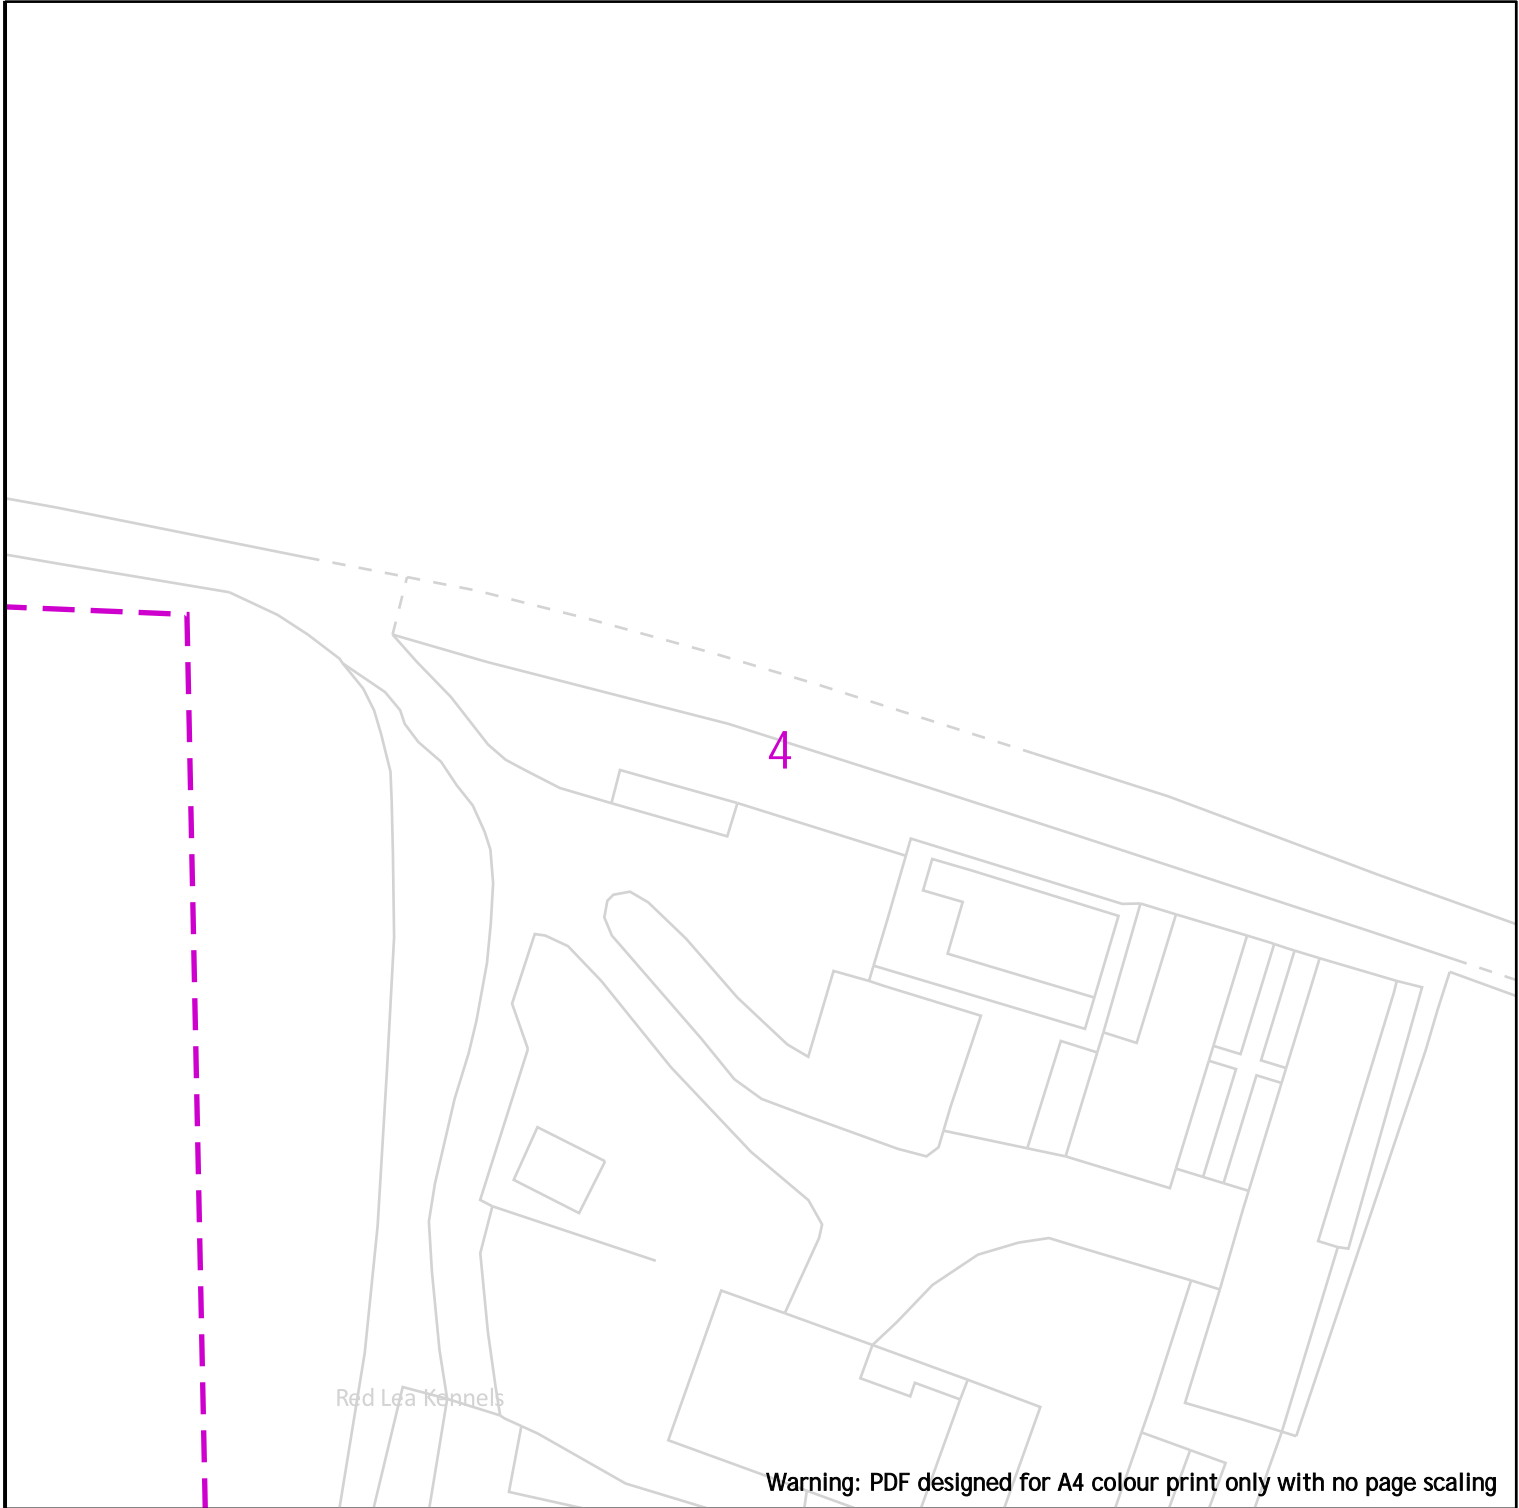 4
Red Lea Kennels
Warning: PDF designed for A4 colour print only with no page scaling